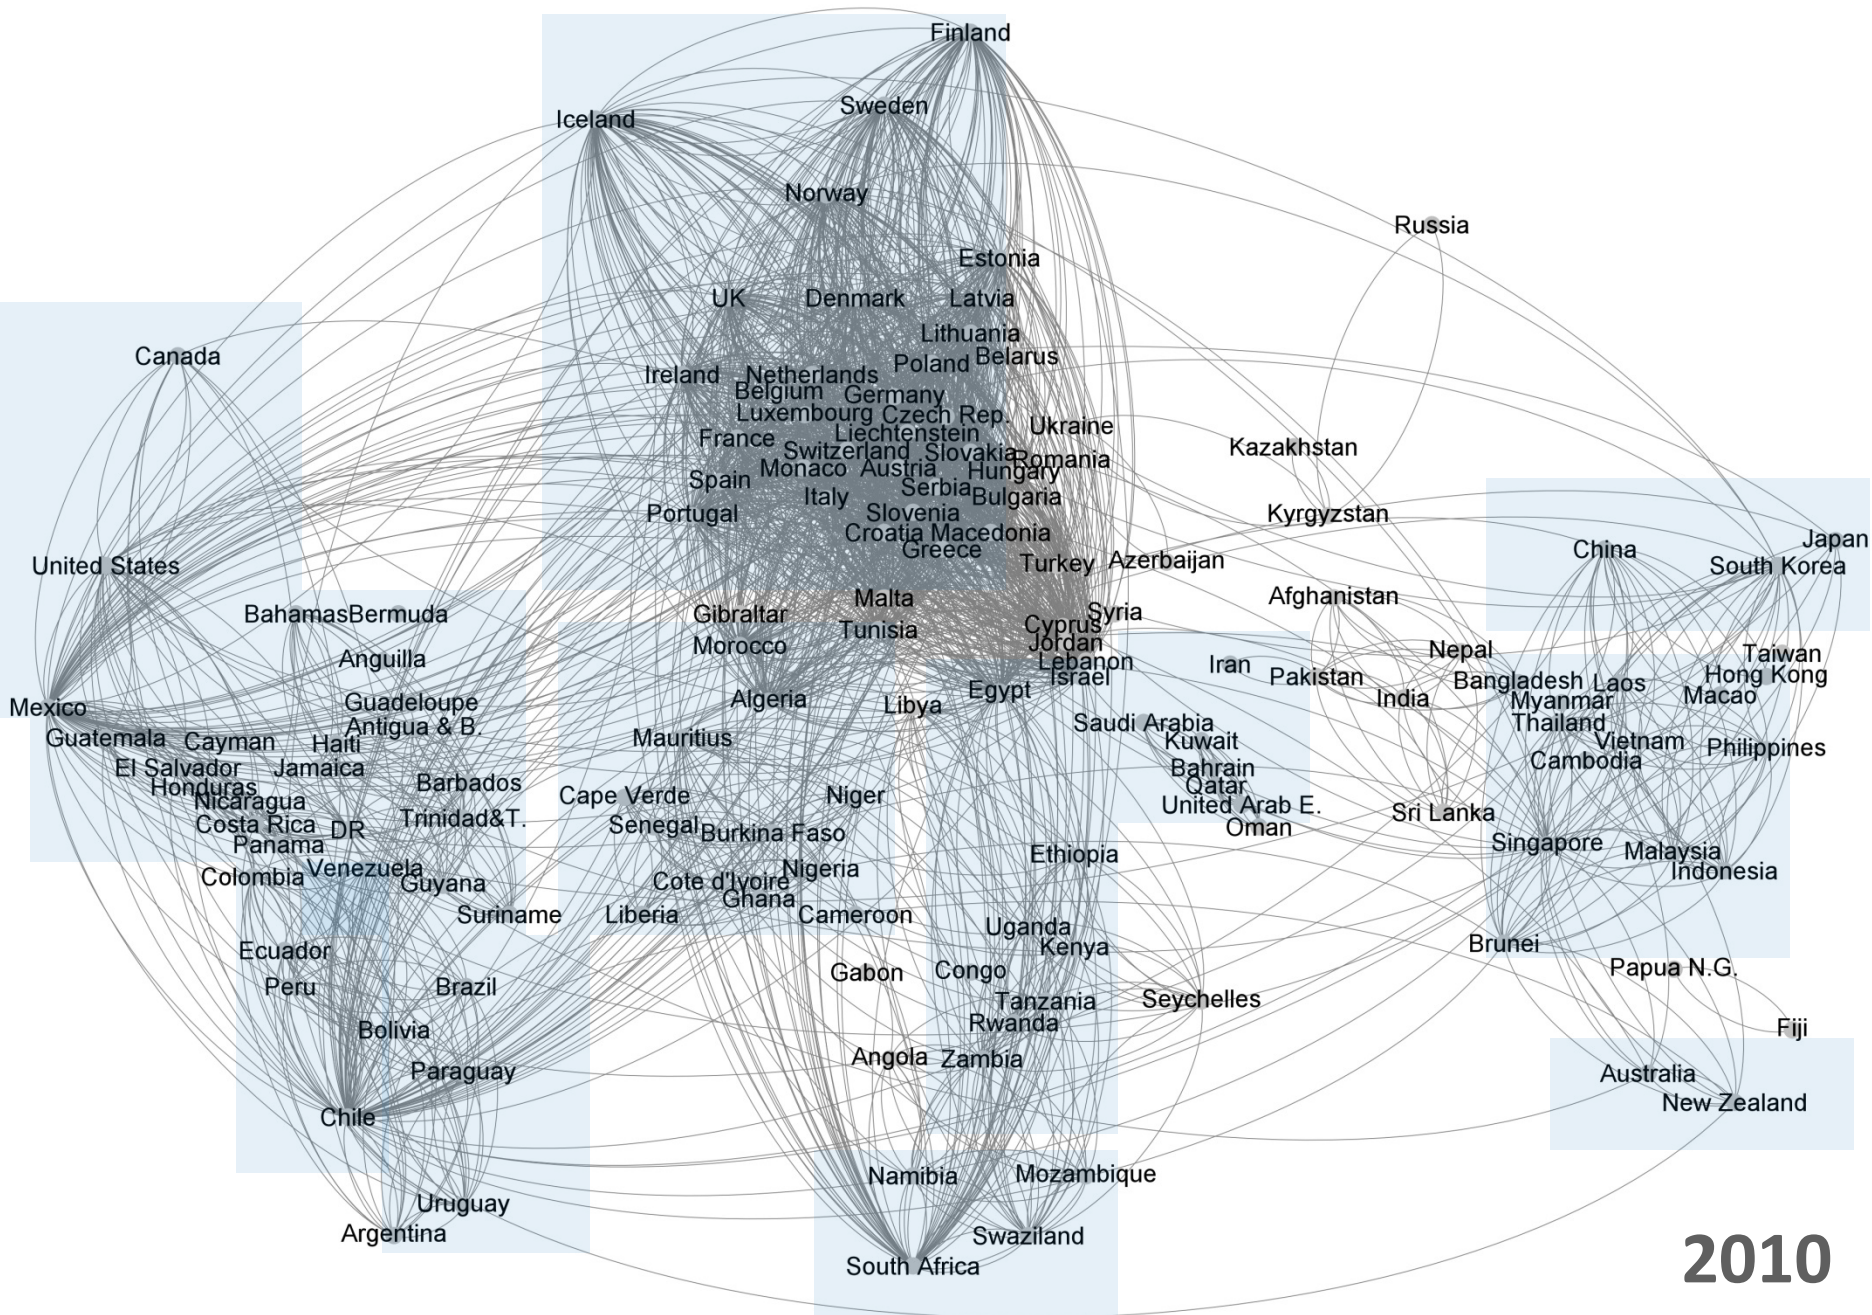 Finland
Sweden
Iceland
Norway
Russia
Estonia
UK
Denmark
Latvia
Lithuania
Canada
Poland
Belarus
Ireland
Netherlands
Belgium
Germany
Luxembourg
Czech Rep.
Ukraine
France
Liechtenstein
Kazakhstan
Switzerland
Slovakia
Romania
Monaco
Austria
Hungary
Spain
Serbia
Italy
Bulgaria
Portugal
Slovenia
Kyrgyzstan
Croatia
Macedonia
Greece
Japan
China
United States
Turkey
Azerbaijan
South Korea
Malta
Afghanistan
Bahamas
Bermuda
Gibraltar
Syria
Cyprus
Tunisia
Morocco
Jordan
Nepal
Taiwan
Anguilla
Lebanon
Iran
Israel
Pakistan
Hong Kong
Bangladesh
Laos
Egypt
Algeria
India
Myanmar
Macao
Guadeloupe
Libya
Mexico
Antigua & B.
Saudi Arabia
Thailand
Guatemala
Cayman
Haiti
Mauritius
Kuwait
Vietnam
Philippines
El Salvador
Jamaica
Bahrain
Cambodia
Honduras
Barbados
Qatar
Nicaragua
Cape Verde
Niger
United Arab E.
Sri Lanka
Costa Rica
DR
Trinidad&T.
Senegal
Burkina Faso
Oman
Panama
Singapore
Malaysia
Ethiopia
Venezuela
Nigeria
Indonesia
Colombia
Guyana
Cote d'Ivoire
Ghana
Suriname
Liberia
Cameroon
Uganda
Kenya
Brunei
Ecuador
Gabon
Congo
Papua N.G.
Peru
Brazil
Tanzania
Seychelles
Rwanda
Fiji
Bolivia
Angola
Zambia
Paraguay
Australia
New Zealand
Chile
Namibia
Mozambique
Uruguay
Argentina
Swaziland
South Africa
2010